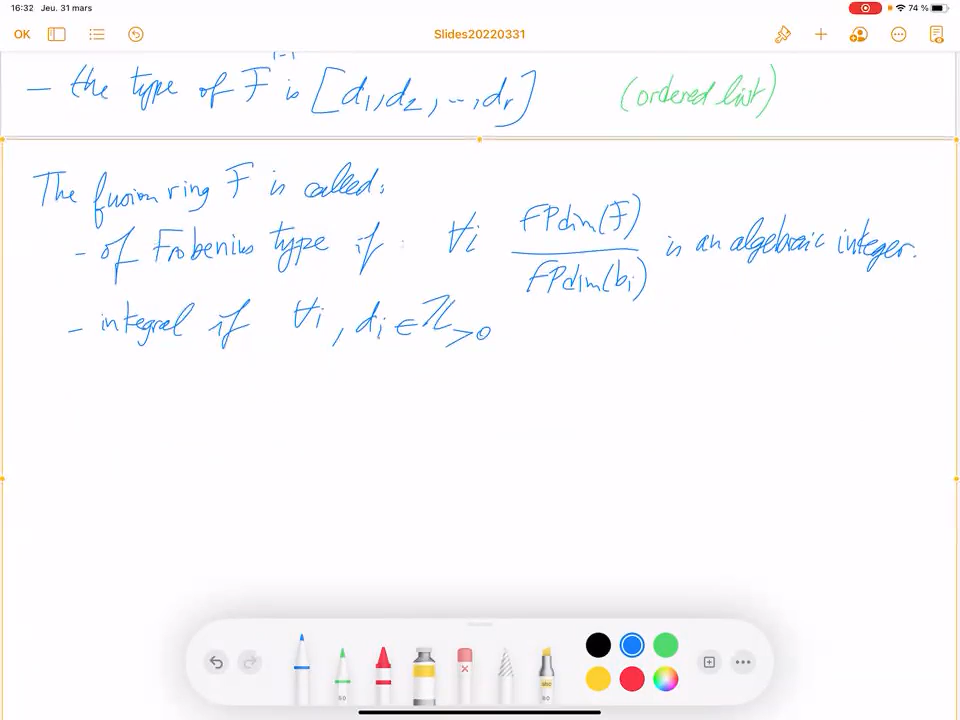 16:32 Jeu. 31 mars 74 %
OK Slides20220331
- the type of F is [d1, d2, ..., dr] (ordered list)
The fusion ring F is called:
- of Frobenius type if : ∀i FPdim(F) / FPdim(bi) is an algebraic integer.
- integral if ∀i, di ∈ ℤ>0